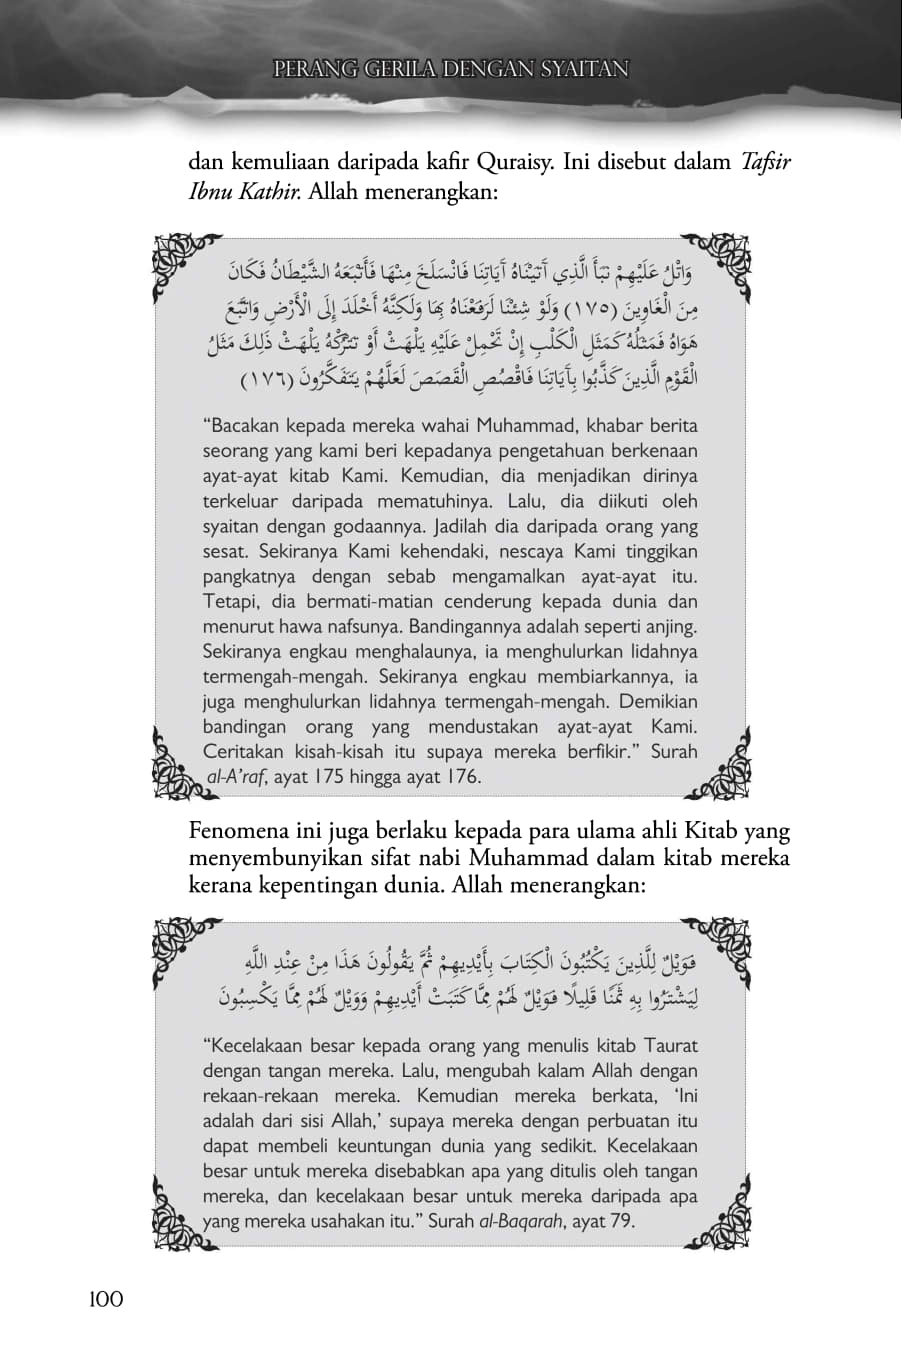 PERANG GERILA DENGAN SYAITAN
dan kemuliaan daripada kafir Quraisy. Ini disebut dalam Tafsir
Ibnu Kathir. Allah menerangkan:
وَاتْلُ عَلَيْهِمْ نَبَأَ الَّذِي آتَيْنَاهُ آيَاتِنَا فَانْسَلَخَ مِنْهَا فَأَتْبَعَهُ الشَّيْطَانُ فَكَانَ
مِنَ الْغَاوِينَ (١٧٥) وَلَوْ شِئْنَا لَرَفَعْنَاهُ بِهَا وَلَكِنَّهُ أَخْلَدَ إِلَى الْأَرْضِ وَاتَّبَعَ
هَوَاهُ فَمَثَلُهُ كَمَثَلِ الْكَلْبِ إِنْ تَحْمِلْ عَلَيْهِ يَلْهَثْ أَوْ تَتْرُكْهُ يَلْهَثْ ذَلِكَ مَثَلُ
الْقَوْمِ الَّذِينَ كَذَّبُوا بِآيَاتِنَا فَاقْصُصِ الْقَصَصَ لَعَلَّهُمْ يَتَفَكَّرُونَ (١٧٦)
“Bacakan kepada mereka wahai Muhammad, khabar berita
seorang yang kami beri kepadanya pengetahuan berkenaan
ayat-ayat kitab Kami. Kemudian, dia menjadikan dirinya
terkeluar daripada mematuhinya. Lalu, dia diikuti oleh
syaitan dengan godaannya. Jadilah dia daripada orang yang
sesat. Sekiranya Kami kehendaki, nescaya Kami tinggikan
pangkatnya dengan sebab mengamalkan ayat-ayat itu.
Tetapi, dia bermati-matian cenderung kepada dunia dan
menurut hawa nafsunya. Bandingannya adalah seperti anjing.
Sekiranya engkau menghalaunya, ia menghulurkan lidahnya
termengah-mengah. Sekiranya engkau membiarkannya, ia
juga menghulurkan lidahnya termengah-mengah. Demikian
bandingan orang yang mendustakan ayat-ayat Kami.
Ceritakan kisah-kisah itu supaya mereka berfikir.” Surah
al-A’raf, ayat 175 hingga ayat 176.
Fenomena ini juga berlaku kepada para ulama ahli Kitab yang
menyembunyikan sifat nabi Muhammad dalam kitab mereka
kerana kepentingan dunia. Allah menerangkan:
فَوَيْلٌ لِلَّذِينَ يَكْتُبُونَ الْكِتَابَ بِأَيْدِيهِمْ ثُمَّ يَقُولُونَ هَذَا مِنْ عِنْدِ اللَّهِ
لِيَشْتَرُوا بِهِ ثَمَنًا قَلِيلًا فَوَيْلٌ لَهُمْ مِمَّا كَتَبَتْ أَيْدِيهِمْ وَوَيْلٌ لَهُمْ مِمَّا يَكْسِبُونَ
“Kecelakaan besar kepada orang yang menulis kitab Taurat
dengan tangan mereka. Lalu, mengubah kalam Allah dengan
rekaan-rekaan mereka. Kemudian mereka berkata, ‘Ini
adalah dari sisi Allah,’ supaya mereka dengan perbuatan itu
dapat membeli keuntungan dunia yang sedikit. Kecelakaan
besar untuk mereka disebabkan apa yang ditulis oleh tangan
mereka, dan kecelakaan besar untuk mereka daripada apa
yang mereka usahakan itu.” Surah al-Baqarah, ayat 79.
100